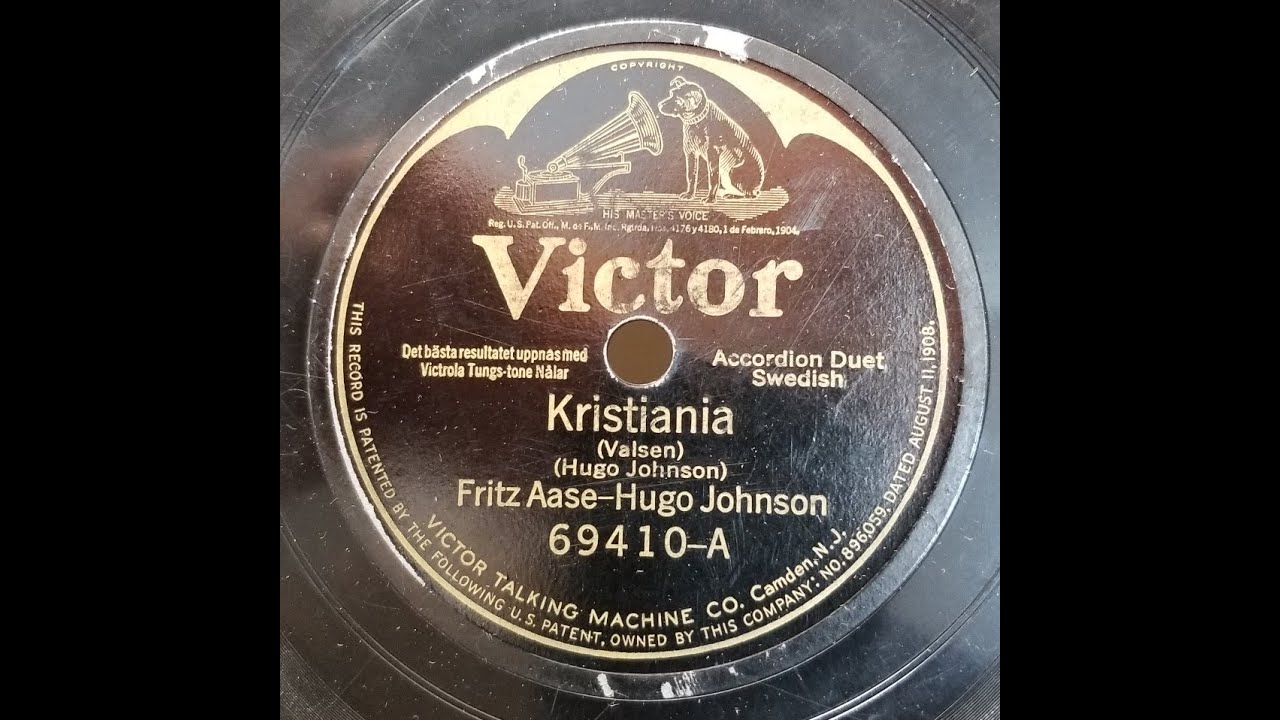 COPYRIGHT
HIS MASTER'S VOICE
Reg. U.S. Pat. Off., M. de F. M. Ind. Rgtrda. 4176 y 4180, 1 de Febrero, 1904.
Victor
Det bästa resultatet uppnås med
Victrola Tungs-tone Nålar
Accordion Duet
Swedish
Kristiania
(Valsen)
(Hugo Johnson)
Fritz Aase-Hugo Johnson
69410-A
VICTOR TALKING MACHINE CO. Camden, N.J.
THIS RECORD IS PATENTED BY THE FOLLOWING U.S. PATENT, OWNED BY THIS COMPANY: NO. 896,059. DATED AUGUST 11, 1908.